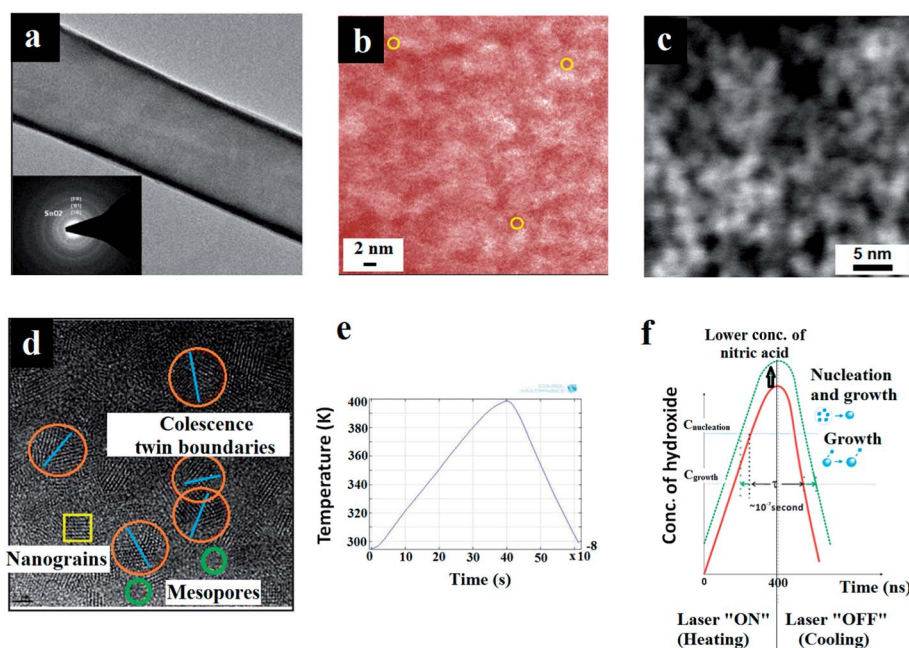 a
SnO2
b
2 nm
c
5 nm
d
Colescence
twin boundaries
Nanograins
Mesopores
e
Temperature (K)
400
380
360
340
320
300
0
10
20
30
40
50
x 10
-8
Time (s)
f
Lower conc. of
nitric acid
Nucleation
and growth
Growth
Conc. of hydroxide
Cnucleation
Cgrowth
τ
0
400
Time (ns)
Laser "ON"
(Heating)
Laser "OFF"
(Cooling)